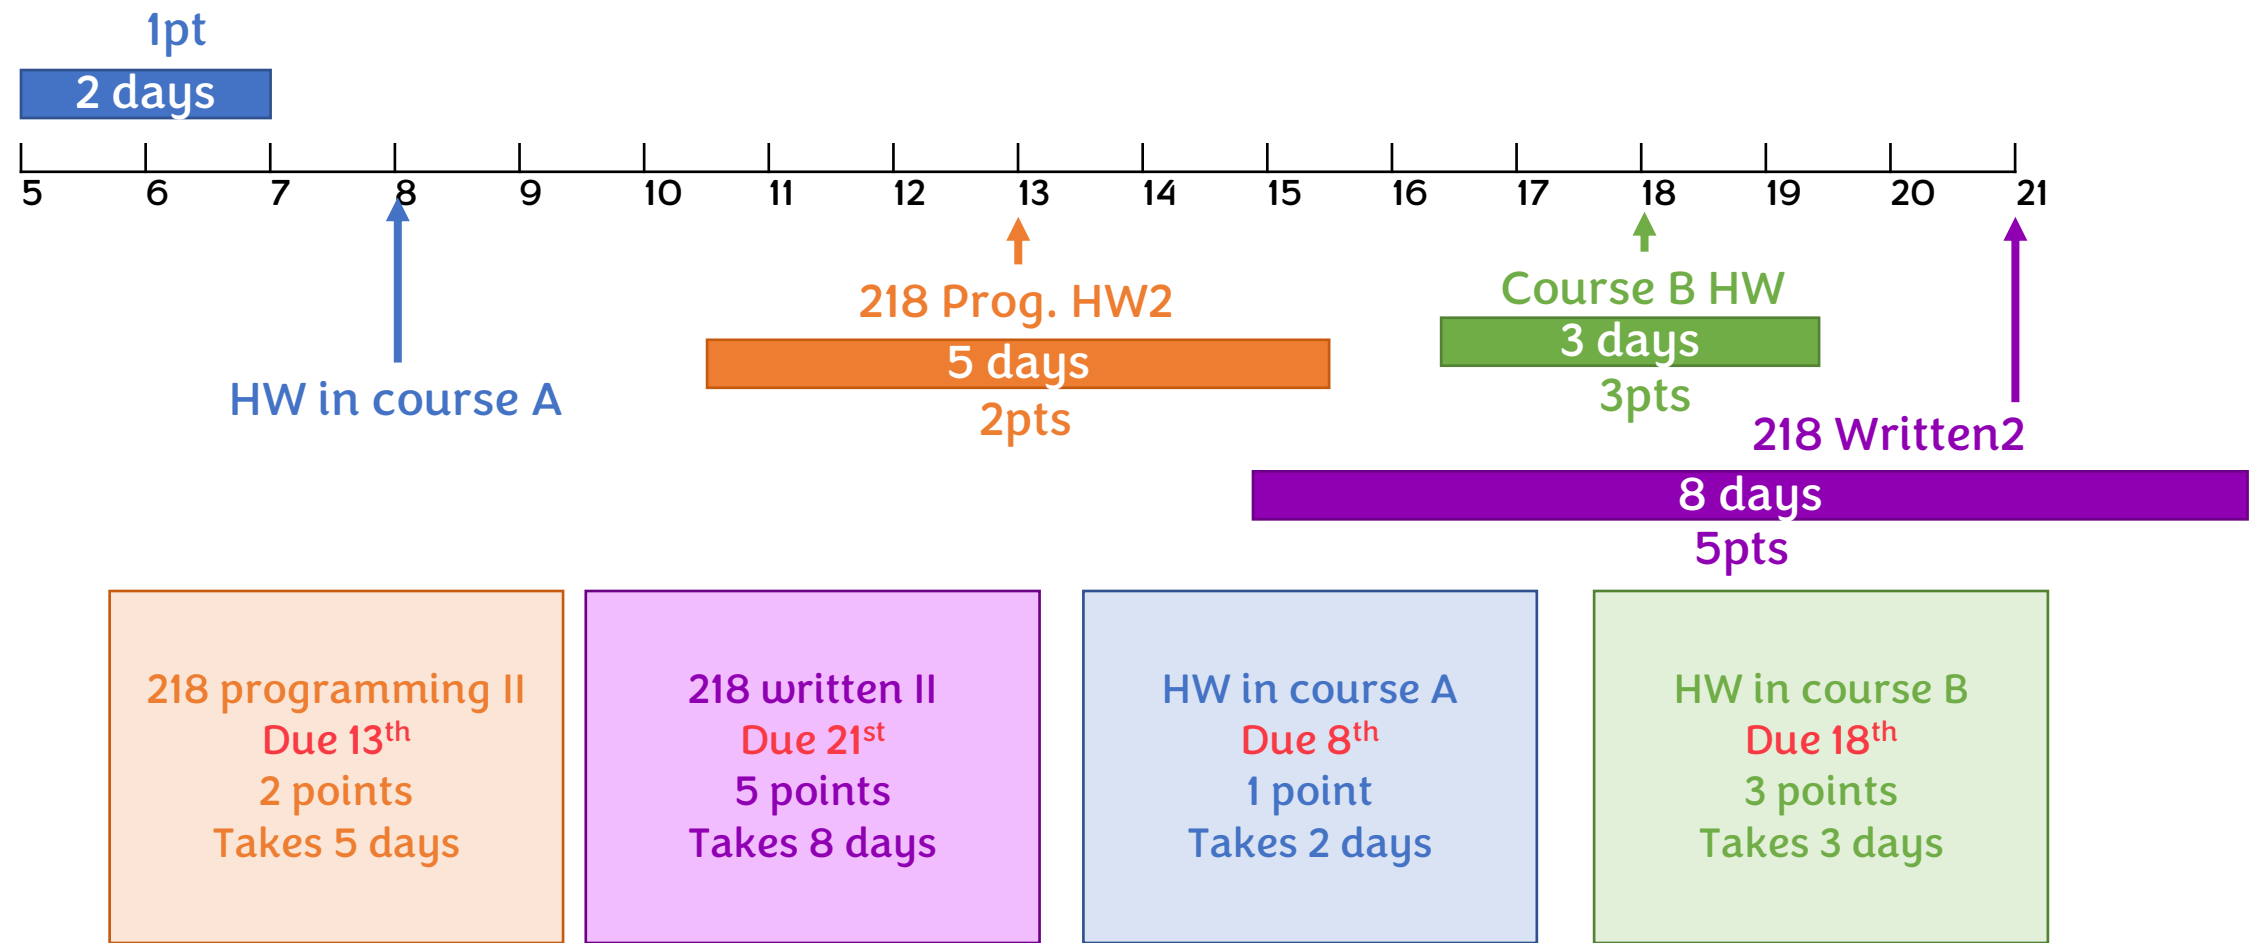 1pt
2 days
5 6 7 8 9 10 11 12 13 14 15 16 17 18 19 20 21
HW in course A
218 Prog. HW2
5 days
2pts
Course B HW
3 days
3pts
218 Written2
8 days
5pts
218 programming II
Due 13th
2 points
Takes 5 days
218 written II
Due 21st
5 points
Takes 8 days
HW in course A
Due 8th
1 point
Takes 2 days
HW in course B
Due 18th
3 points
Takes 3 days